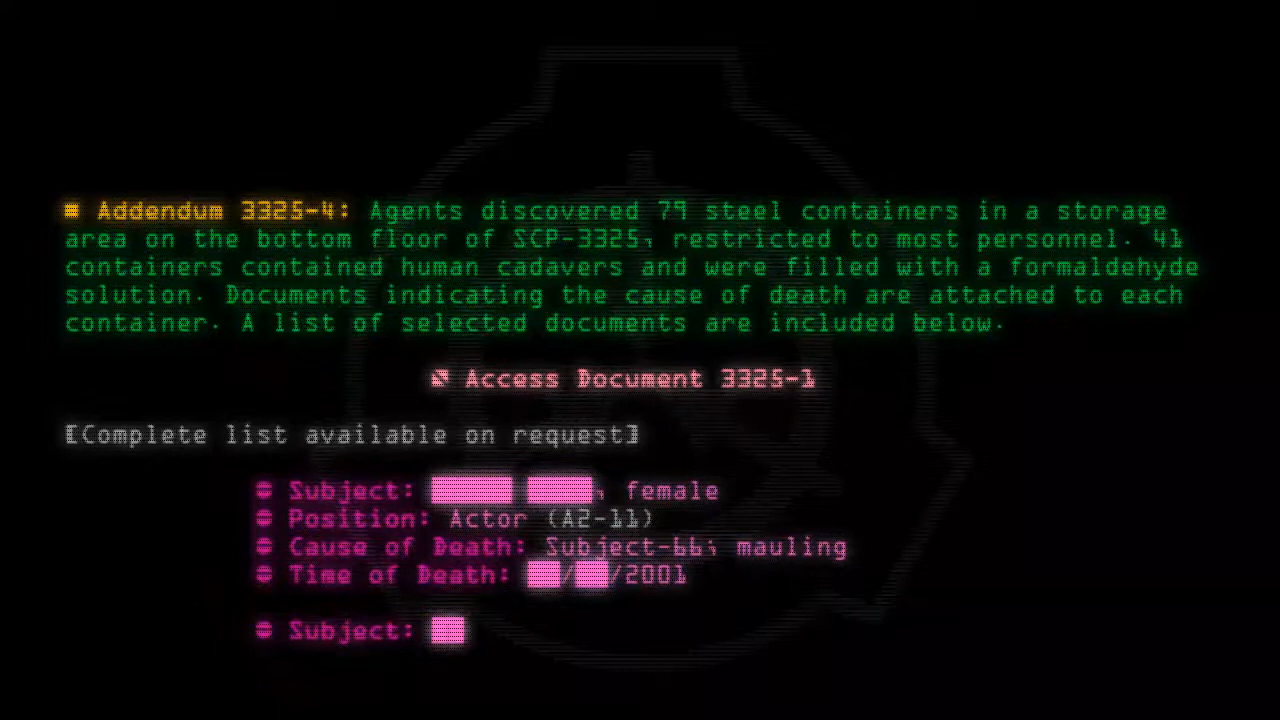 ■ Addendum 3325-4: Agents discovered 79 steel containers in a storage
area on the bottom floor of SCP-3325, restricted to most personnel. 41
containers contained human cadavers and were filled with a formaldehyde
solution. Documents indicating the cause of death are attached to each
container. A list of selected documents are included below.
Access Document 3325-1
[Complete list available on request]
Subject: █████ ████, female
Position: Actor (A2-11)
Cause of Death: Subject-66; mauling
Time of Death: ██/██/2001
Subject: ██